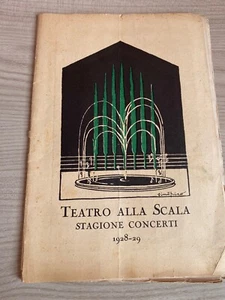 TEATRO ALLA SCALA
STAGIONE CONCERTI
1928-29